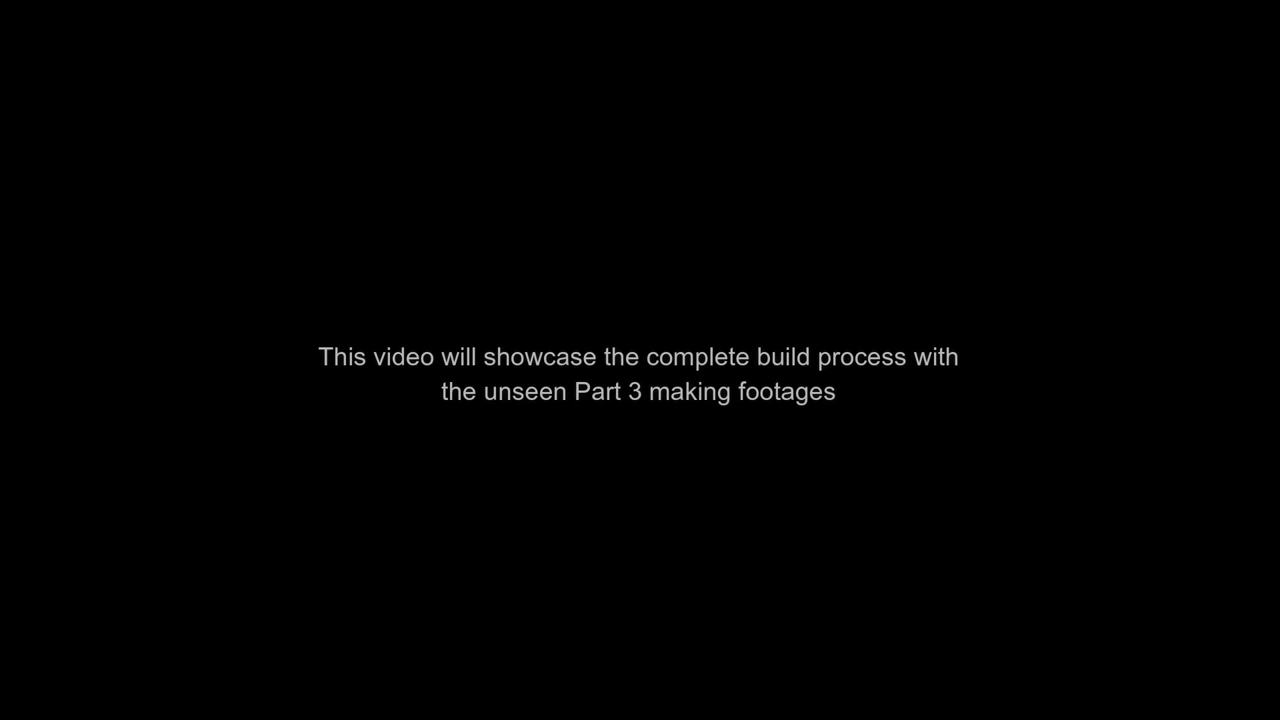 This video will showcase the complete build process with
the unseen Part 3 making footages